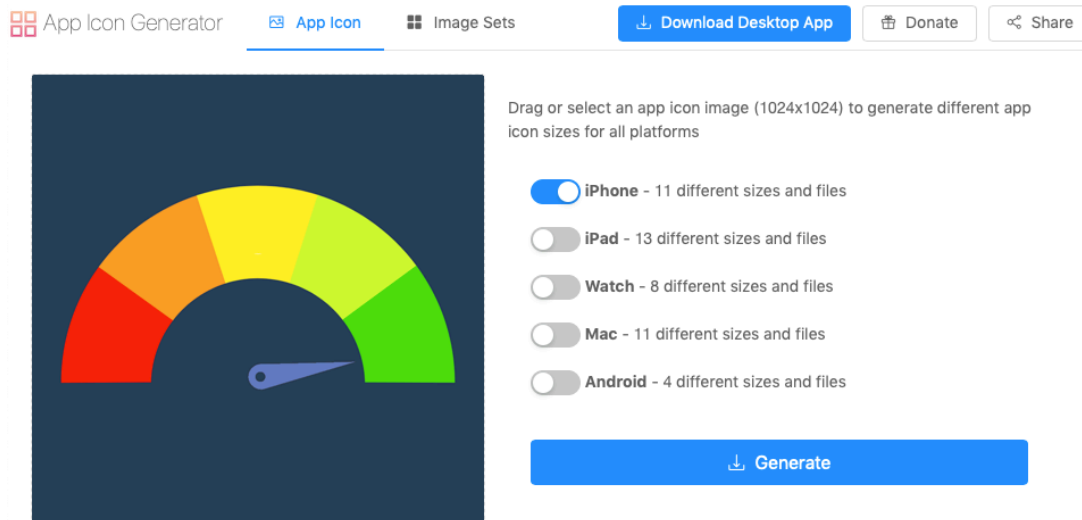 App Icon Generator
App Icon
Image Sets
Download Desktop App
Donate
Share
Drag or select an app icon image (1024x1024) to generate different app
icon sizes for all platforms
iPhone - 11 different sizes and files
iPad - 13 different sizes and files
Watch - 8 different sizes and files
Mac - 11 different sizes and files
Android - 4 different sizes and files
Generate